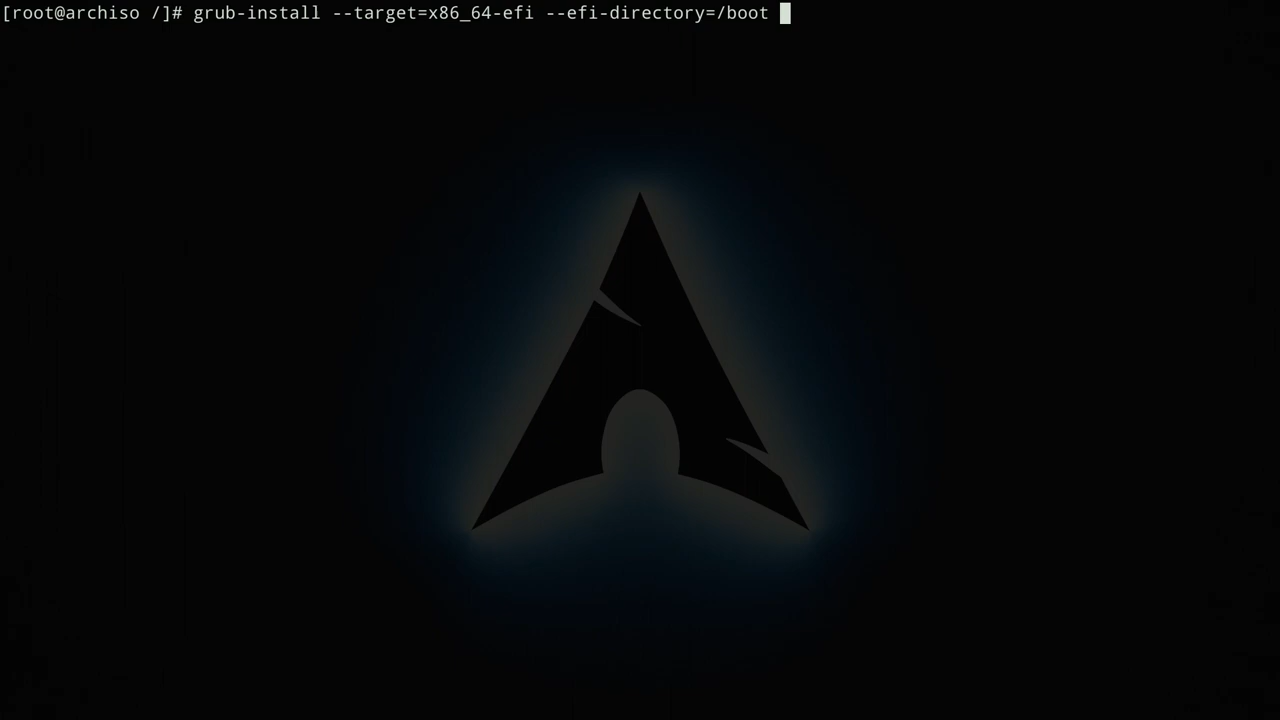 [root@archiso /]# grub-install --target=x86_64-efi --efi-directory=/boot